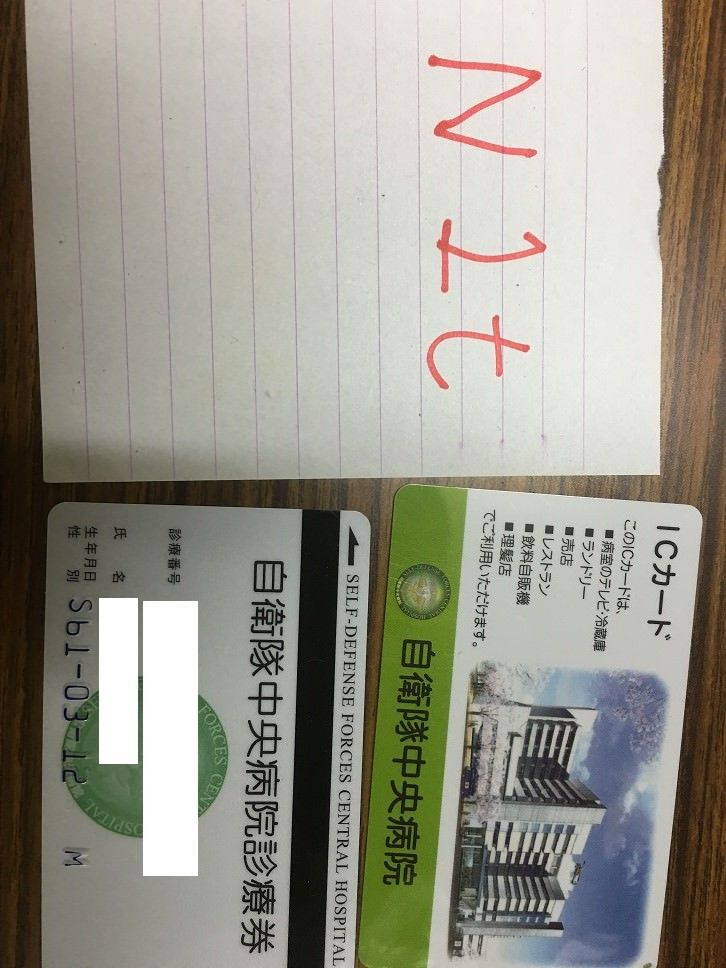 N1t
ICカード
このICカードは、
■病室のテレビ・冷蔵庫
■ランドリー
■売店
■レストラン
■飲料自販機
■理髪店
でご利用いただけます。
自衛隊中央病院
SELF-DEFENSE FORCES CENTRAL HOSPITAL
自衛隊中央病院診療券
診療番号
氏 名
生年月日 S61-03-12 M
性 別